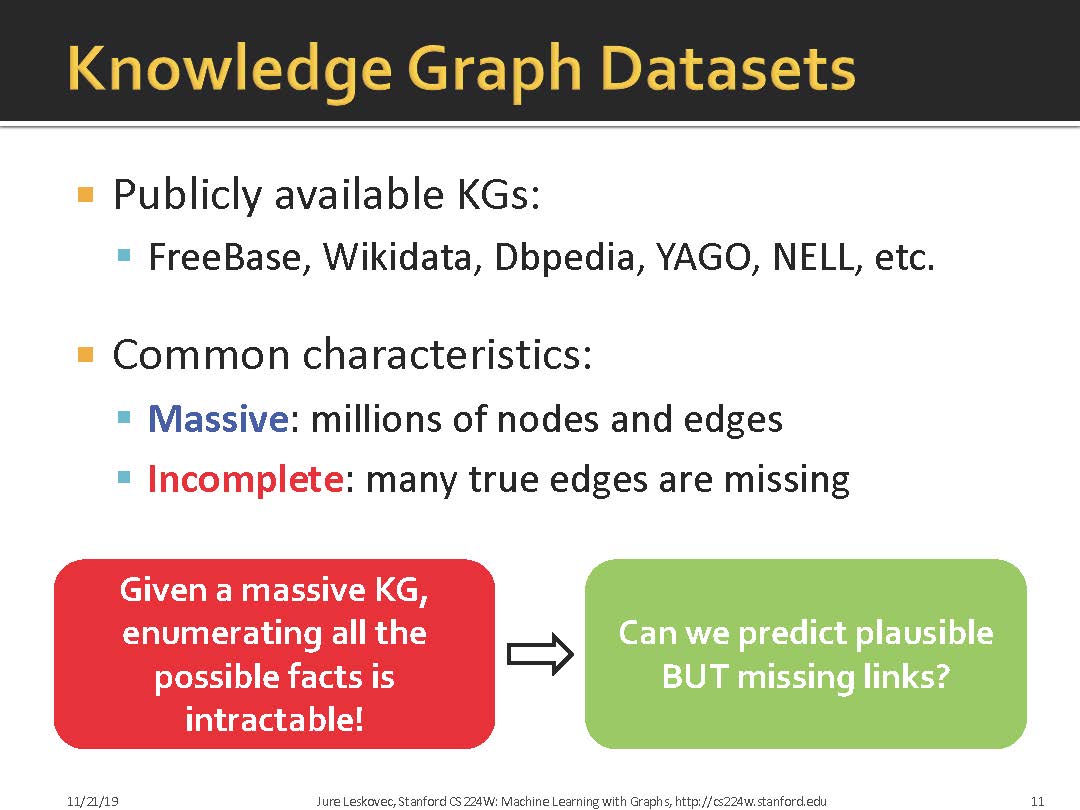 Knowledge Graph Datasets
Publicly available KGs:
FreeBase, Wikidata, Dbpedia, YAGO, NELL, etc.
Common characteristics:
Massive: millions of nodes and edges
Incomplete: many true edges are missing
Given a massive KG,
enumerating all the
possible facts is
intractable!
Can we predict plausible
BUT missing links?
11/21/19
Jure Leskovec, Stanford CS224W: Machine Learning with Graphs, http://cs224w.stanford.edu
11